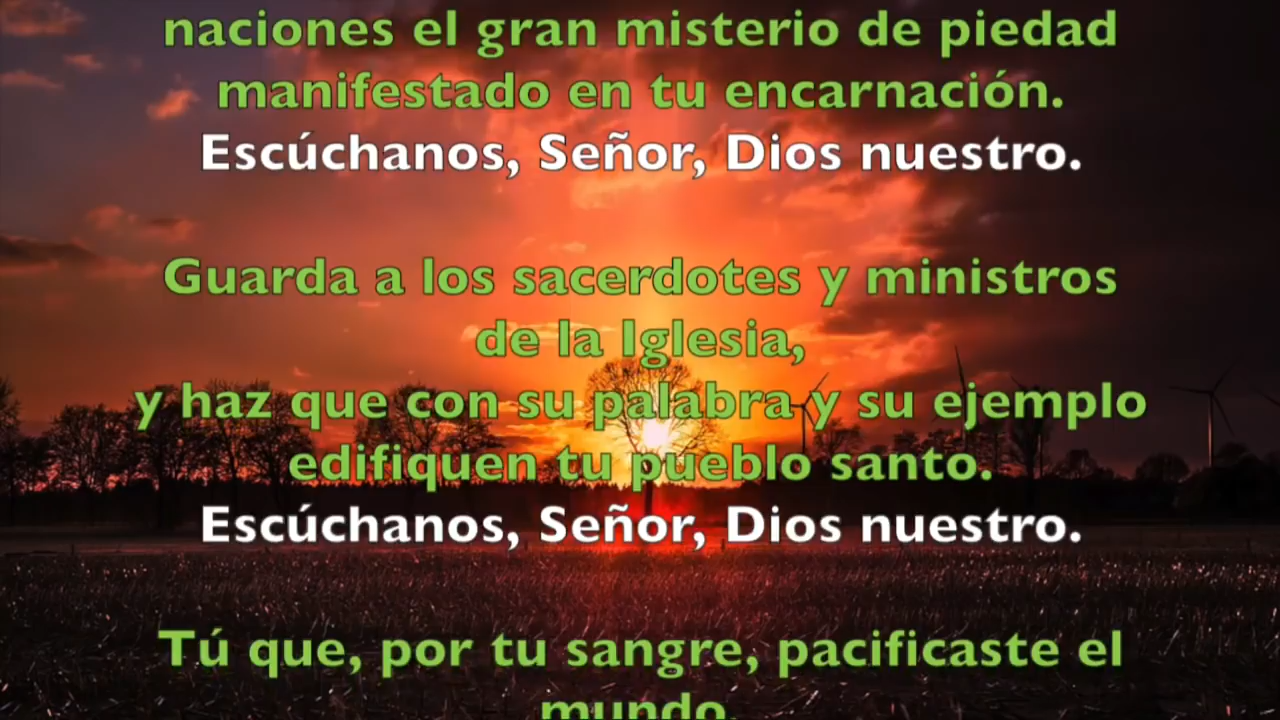 naciones el gran misterio de piedad
manifestado en tu encarnación.
Escúchanos, Señor, Dios nuestro.
Guarda a los sacerdotes y ministros
de la Iglesia,
y haz que con su palabra y su ejemplo
edifiquen tu pueblo santo.
Escúchanos, Señor, Dios nuestro.
Tú que, por tu sangre, pacificaste el
mundo,